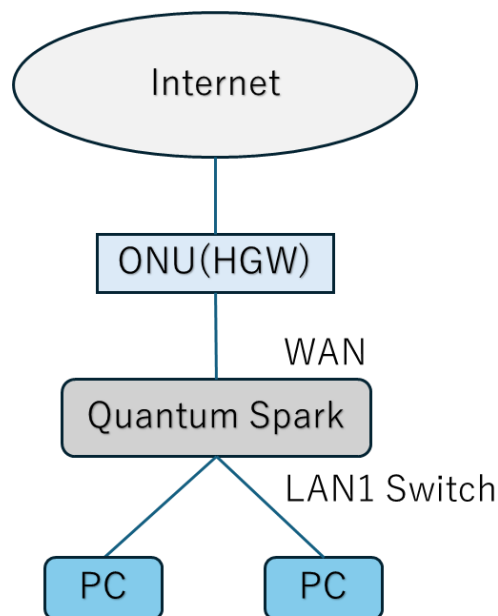 Internet
ONU(HGW)
WAN
Quantum Spark
LAN1 Switch
PC
PC